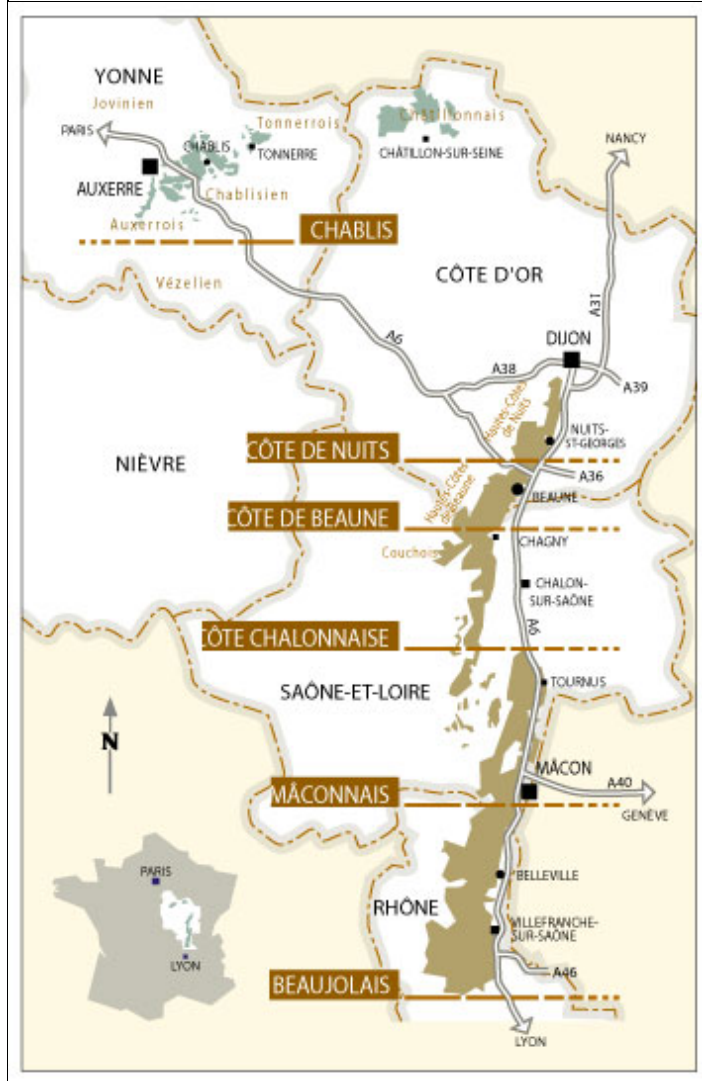 YONNE
Jovinien
Tonnerrois
Châtillonnais
PARIS
CHABLIS
TONNERRE
CHÂTILLON-SUR-SEINE
NANCY
AUXERRE
Chablisien
Auxerrois
CHABLIS
Vézelien
CÔTE D'OR
A31
A6
DIJON
A38
A39
Hautes-Côtes
de Nuits
NUITS-
ST-GEORGES
CÔTE DE NUITS
NIÈVRE
A36
Hautes-Côtes
de Beaune
BEAUNE
CÔTE DE BEAUNE
CHAGNY
Couchois
CHALON-
SUR-SAÔNE
A6
CÔTE CHALONNAISE
TOURNUS
SAÔNE-ET-LOIRE
N
MÂCON
A40
MÂCONNAIS
GENÈVE
PARIS
BELLEVILLE
RHÔNE
VILLEFRANCHE-
SUR-SAÔNE
LYON
A46
BEAUJOLAIS
LYON